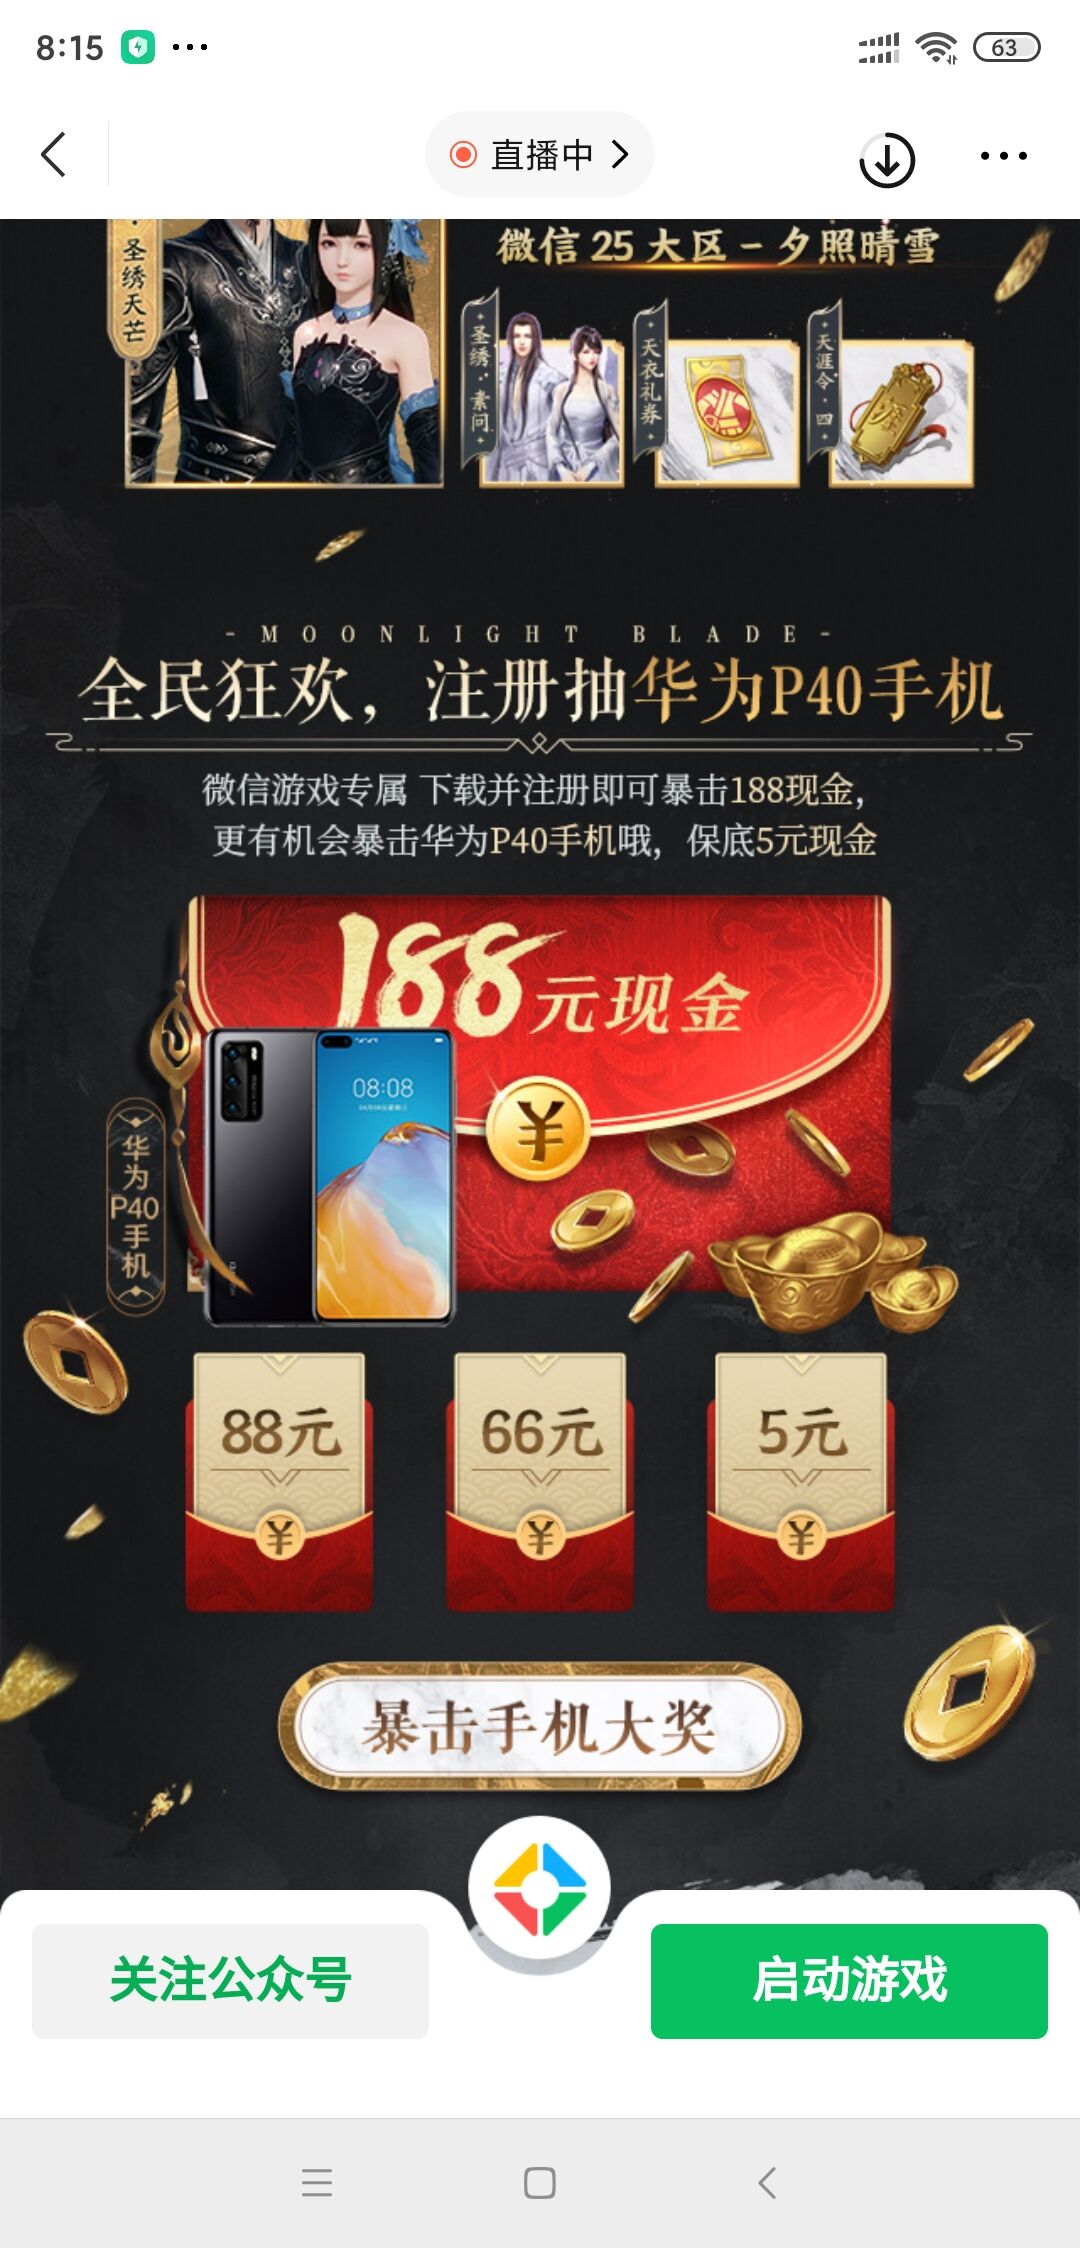 8:15
63
直播中
圣绣天芒
微信 25 大区 - 夕照晴雪
圣绣·素问
天衣礼券
天涯令·四
- MOONLIGHT BLADE -
全民狂欢，注册抽华为P40手机
微信游戏专属 下载并注册即可暴击188现金，
更有机会暴击华为P40手机哦，保底5元现金
188元现金
08:08
¥
华为P40手机
88元
66元
5元
¥
¥
¥
暴击手机大奖
关注公众号
启动游戏